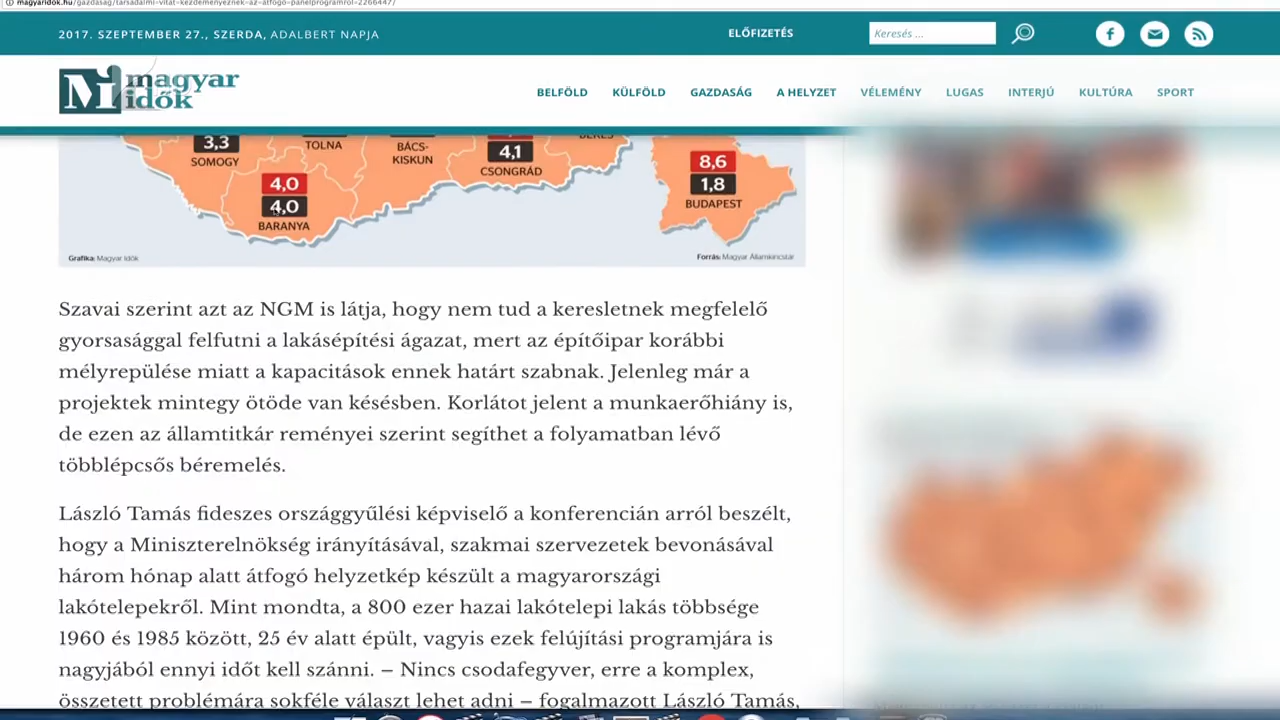 magyaridok.hu/gazdasag/tarsadalmi-vitat-kezdemenyeznek-az-atfogo-panelprogramrol-2266447/
2017. SZEPTEMBER 27., SZERDA, ADALBERT NAPJA
ELŐFIZETÉS
Keresés ...
magyar
idők
BELFÖLD KÜLFÖLD GAZDASÁG A HELYZET VÉLEMÉNY LUGAS INTERJÚ KULTÚRA SPORT
3,3
SOMOGY
TOLNA
BÁCS-
KISKUN
4,1
CSONGRÁD
BÉKÉS
8,6
1,8
BUDAPEST
4,0
4,0
BARANYA
Grafika: Magyar Idők
Forrás: Magyar Államkincstár
Szavai szerint azt az NGM is látja, hogy nem tud a keresletnek megfelelő
gyorsasággal felfutni a lakásépítési ágazat, mert az építőipar korábbi
mélyrepülése miatt a kapacitások ennek határt szabnak. Jelenleg már a
projektek mintegy ötöde van késésben. Korlátot jelent a munkaerőhiány is,
de ezen az államtitkár reményei szerint segíthet a folyamatban lévő
többlépcsős béremelés.
László Tamás fideszes országgyűlési képviselő a konferencián arról beszélt,
hogy a Miniszterelnökség irányításával, szakmai szervezetek bevonásával
három hónap alatt átfogó helyzetkép készült a magyarországi
lakótelepekről. Mint mondta, a 800 ezer hazai lakótelepi lakás többsége
1960 és 1985 között, 25 év alatt épült, vagyis ezek felújítási programjára is
nagyjából ennyi időt kell szánni. – Nincs csodafegyver, erre a komplex,
összetett problémára sokféle választ lehet adni – fogalmazott László Tamás,